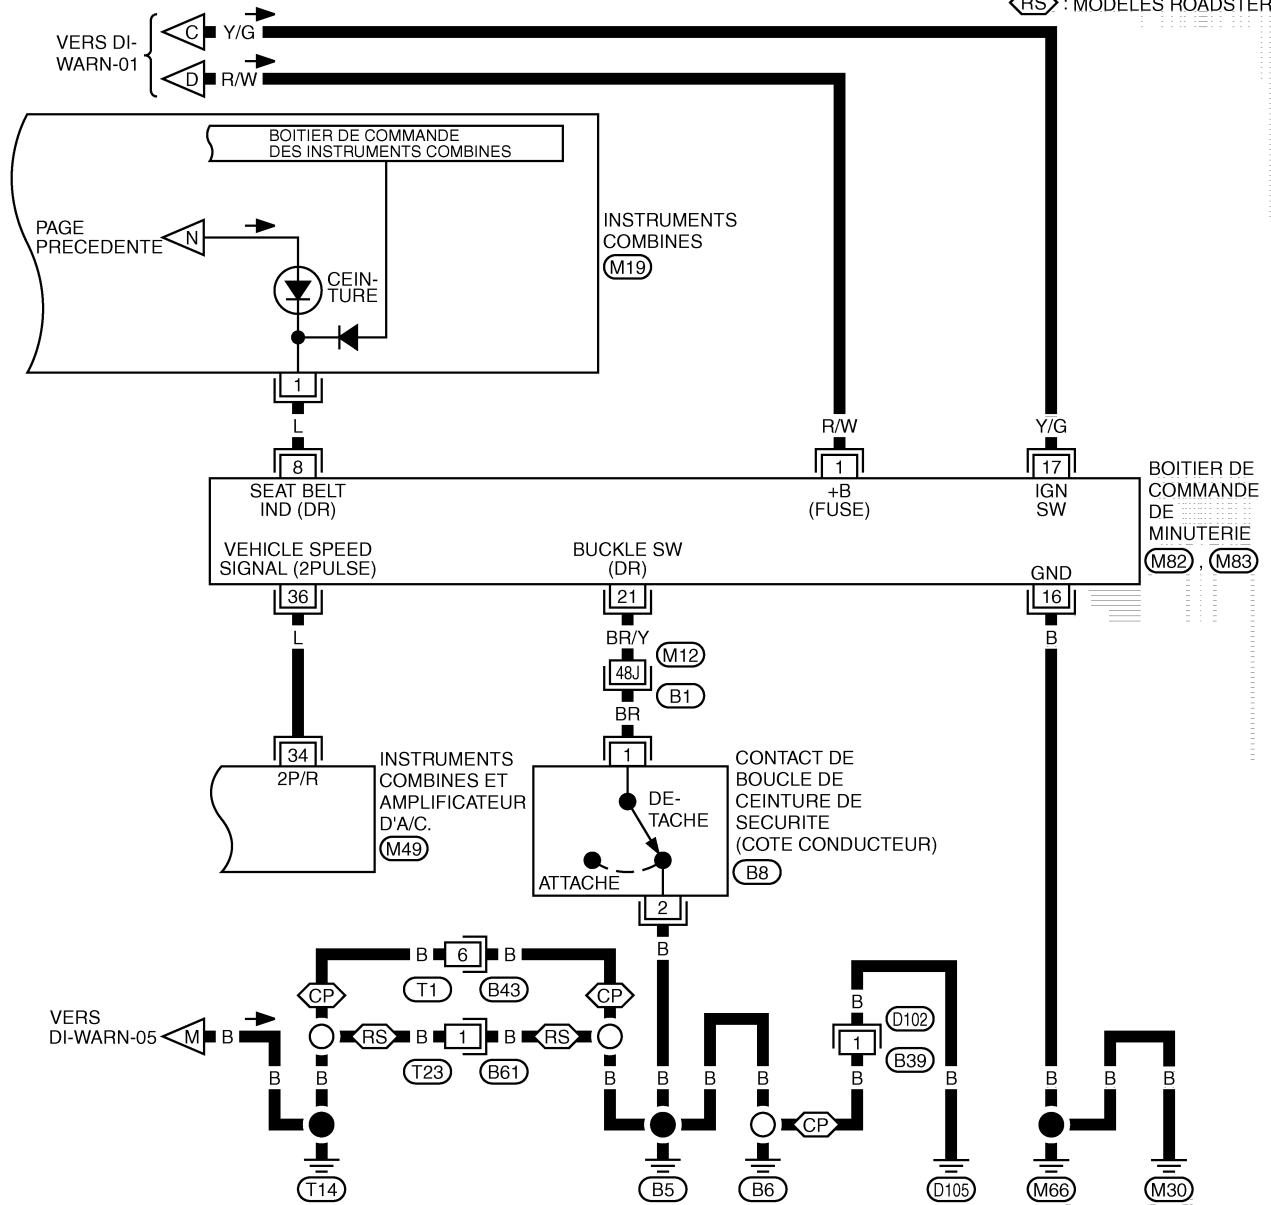 RS : MODELES ROADSTER
VERS DI-
WARN-01
C Y/G
D R/W
BOITIER DE COMMANDE
DES INSTRUMENTS COMBINES
PAGE
PRECEDENTE
N
CEIN-
TURE
INSTRUMENTS
COMBINES
M19
1
L
R/W
Y/G
8
1
17
SEAT BELT
IND (DR)
+B
(FUSE)
IGN
SW
BOITIER DE
COMMANDE
DE
MINUTERIE
M82 , M83
VEHICLE SPEED
SIGNAL (2PULSE)
BUCKLE SW
(DR)
GND
36
21
16
L
BR/Y
B
48J
M12
B1
BR
34
1
2P/R
INSTRUMENTS
COMBINES ET
AMPLIFICATEUR
D'A/C.
M49
DE-
TACHE
ATTACHE
CONTACT DE
BOUCLE DE
CEINTURE DE
SECURITE
(COTE CONDUCTEUR)
B8
2
B
B 6 B
T1 B43
CP CP
VERS
DI-WARN-05
M B
RS B 1 B RS
T23 B61
B
D102
1
B39
B B B B B B B B B B B
CP
T14 B5 B6 D105 M66 M30